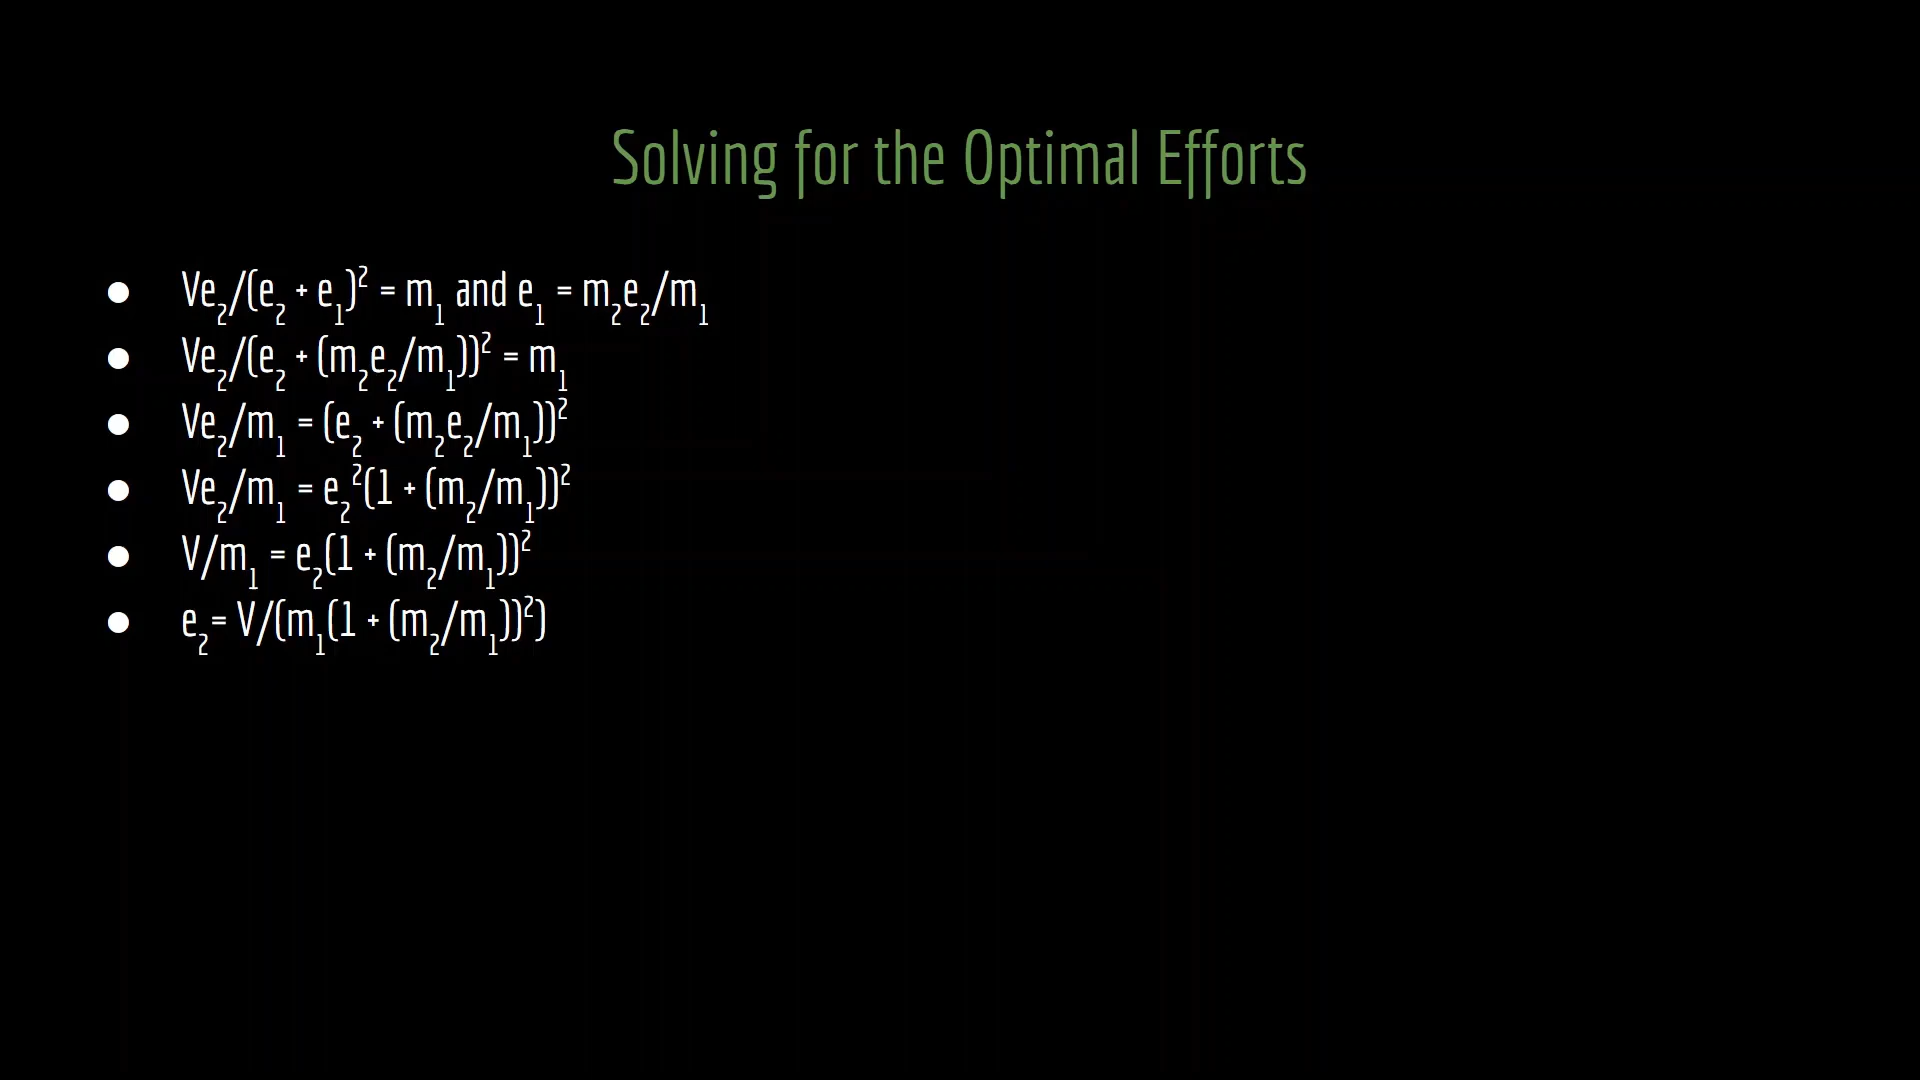 Solving for the Optimal Efforts
● Ve₂/(e₂ + e₁)² = m₁ and e₁ = m₂e₂/m₁
● Ve₂/(e₂ + (m₂e₂/m₁))² = m₁
● Ve₂/m₁ = (e₂ + (m₂e₂/m₁))²
● Ve₂/m₁ = e₂²(1 + (m₂/m₁))²
● V/m₁ = e₂(1 + (m₂/m₁))²
● e₂= V/(m₁(1 + (m₂/m₁))²)